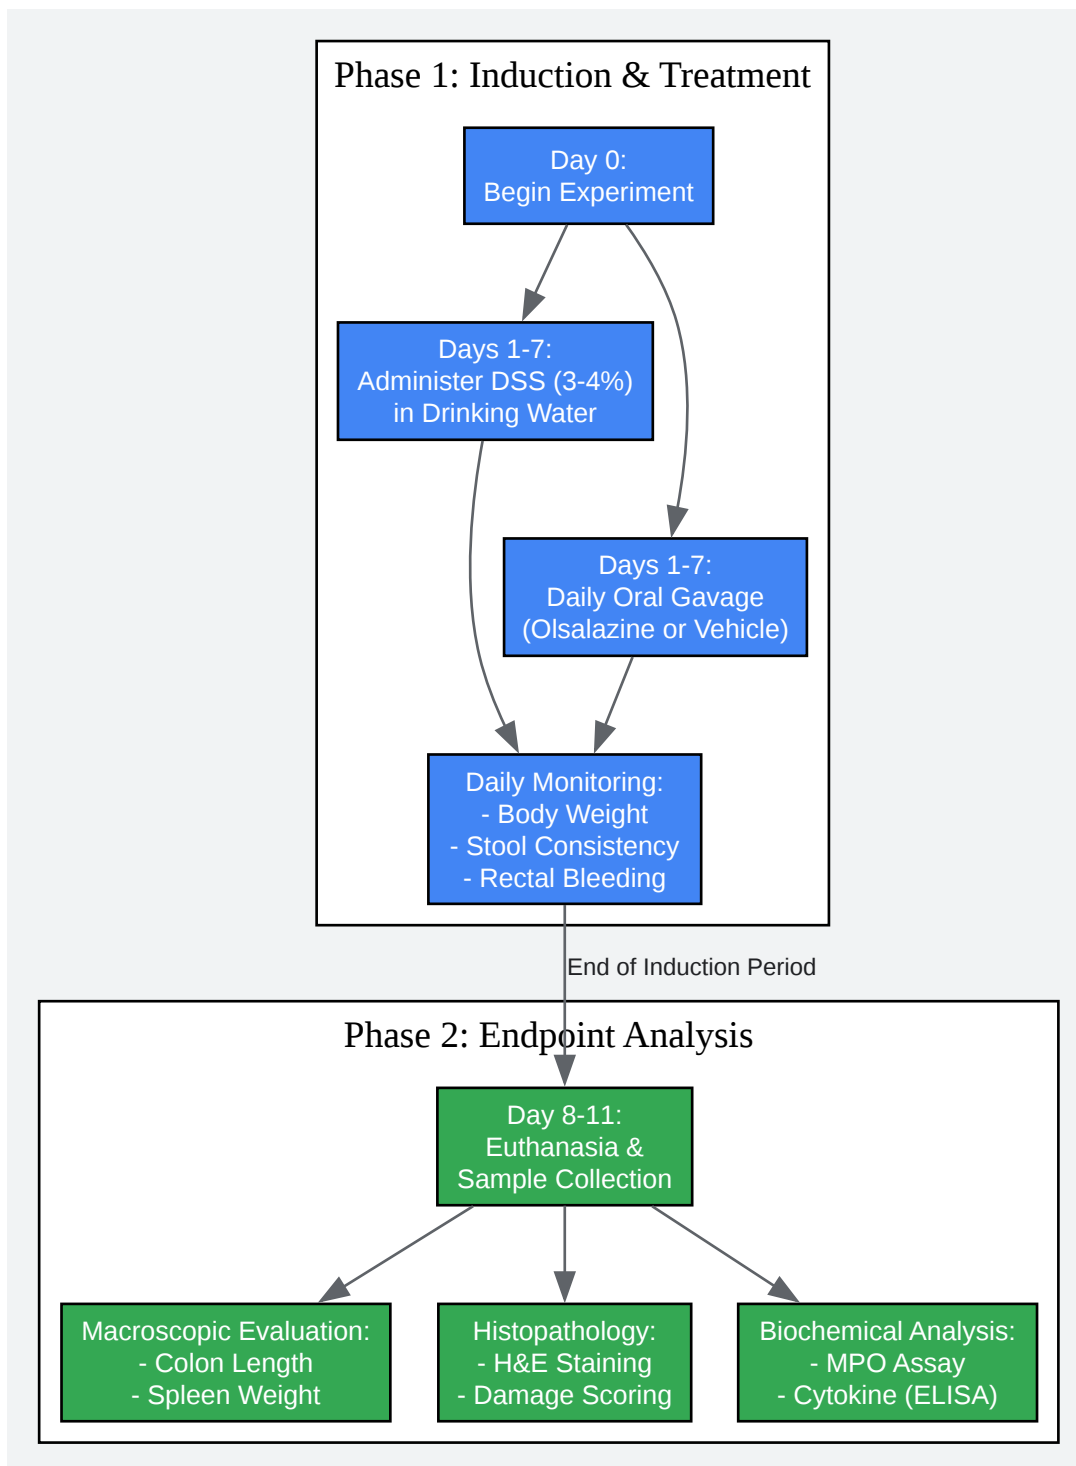 Phase 1: Induction & Treatment
Day 0:
Begin Experiment
Days 1-7:
Administer DSS (3-4%)
in Drinking Water
Days 1-7:
Daily Oral Gavage
(Olsalazine or Vehicle)
Daily Monitoring:
- Body Weight
- Stool Consistency
- Rectal Bleeding
End of Induction Period
Phase 2: Endpoint Analysis
Day 8-11:
Euthanasia &
Sample Collection
Macroscopic Evaluation:
- Colon Length
- Spleen Weight
Histopathology:
- H&E Staining
- Damage Scoring
Biochemical Analysis:
- MPO Assay
- Cytokine (ELISA)